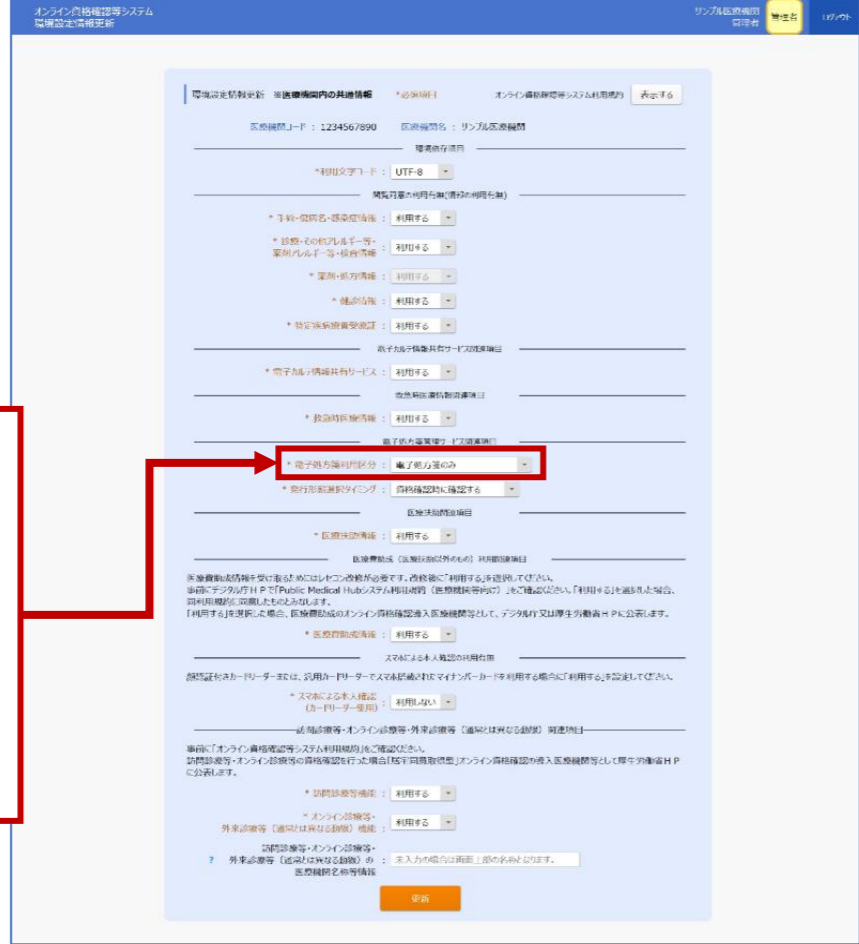 オンライン資格確認等システム
環境設定情報更新
サンプル医療機関
管理者
管理者
ログアウト
環境設定情報更新 ※医療機関内の共通情報 *必須項目 オンライン資格確認等システム利用規約 表示する
医療機関コード : 1234567890 医療機関名 : サンプル医療機関
環境依存項目
*利用文字コード : UTF-8
閲覧同意の利用有無(情報の利用有無)
* 手術・傷病名・感染症情報 : 利用する
* 診療・その他アレルギー等・
薬剤アレルギー等・検査情報 : 利用する
* 薬剤・処方情報 : 利用する
* 健診情報 : 利用する
* 特定疾病療養受療証 : 利用する
電子カルテ情報共有サービス関連項目
* 電子カルテ情報共有サービス : 利用する
救急時医療情報関連項目
* 救急時医療情報 : 利用する
電子処方箋管理サービス関連項目
* 電子処方箋利用区分 : 電子処方箋のみ
* 発行形態選択タイミング : 資格確認時に確認する
医療扶助関連項目
* 医療扶助情報 : 利用する
医療費助成(医療扶助以外のもの)利用関連項目
医療費助成情報を受け取るためにはレセコン改修が必要です。改修後に「利用する」を選択してください。
事前にデジタル庁HPで「Public Medical Hubシステム利用規約(医療機関等向け)」をご確認ください。「利用する」を選択した場合、
同利用規約に同意したものとみなします。
「利用する」を選択した場合、医療費助成のオンライン資格確認導入医療機関等として、デジタル庁又は厚生労働省HPに公表します。
* 医療費助成情報 : 利用する
スマホによる本人確認の利用有無
顔認証付きカードリーダーまたは、汎用カードリーダーでスマホに搭載されたマイナンバーカードを利用する場合に「利用する」を設定してください。
* スマホによる本人確認
(カードリーダー使用) : 利用しない
訪問診療等・オンライン診療等・外来診療等(通常とは異なる動線)関連項目
事前に「オンライン資格確認等システム利用規約」をご確認ください。
訪問診療等・オンライン診療等の資格確認を行った場合「居宅同意取得型」オンライン資格確認の導入医療機関等として厚生労働省HP
に公表します。
* 訪問診療等機能 : 利用する
* オンライン診療等・
外来診療等(通常とは異なる動線)機能 : 利用する
訪問診療等・オンライン診療等・
? 外来診療等(通常とは異なる動線)の : 未入力の場合は画面上部の名称となります。
医療機関名称等情報
更新